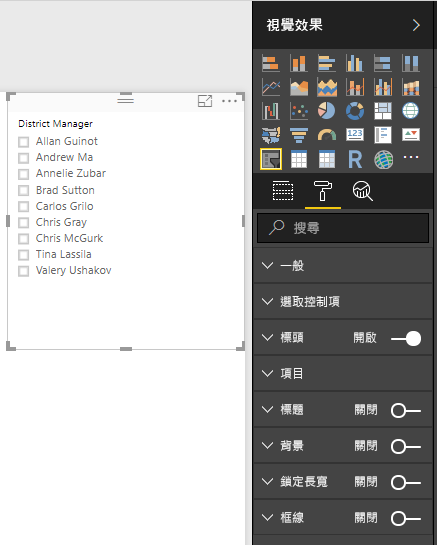 視覺效果
District Manager
Allan Guinot
Andrew Ma
Annelie Zubar
Brad Sutton
Carlos Grilo
Chris Gray
Chris McGurk
Tina Lassila
Valery Ushakov
123
R
搜尋
一般
選取控制項
標頭 開啟
項目
標題 關閉
背景 關閉
鎖定長寬 關閉
框線 關閉